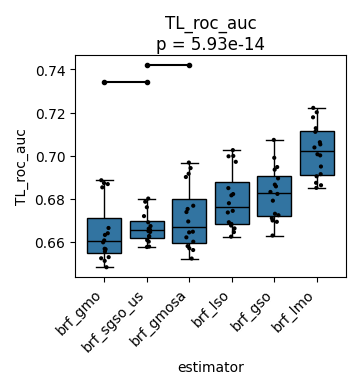 TL_roc_auc
p = 5.93e-14
0.74
0.72
0.70
0.68
0.66
TL_roc_auc
brf_gmo
brf_sgso_us
brf_gmosa
brf_lso
brf_gso
brf_lmo
estimator